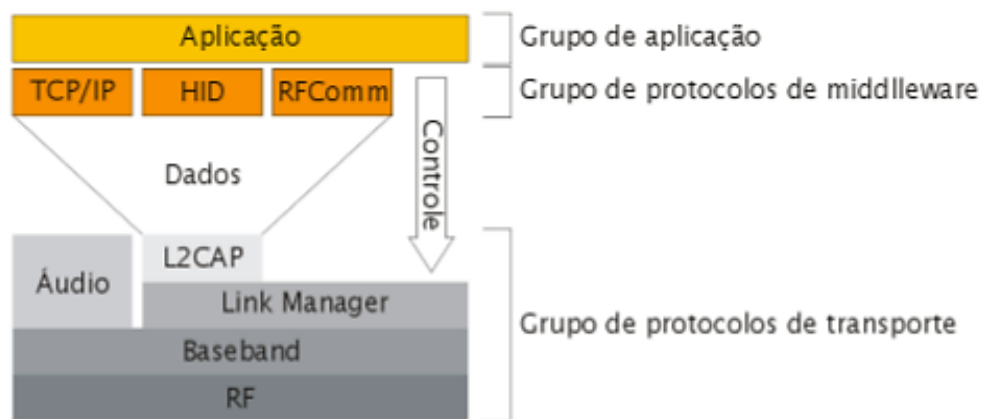 Aplicação
Grupo de aplicação
TCP/IP
HID
RFComm
Grupo de protocolos de middlleware
Controle
Dados
L2CAP
Áudio
Link Manager
Grupo de protocolos de transporte
Baseband
RF